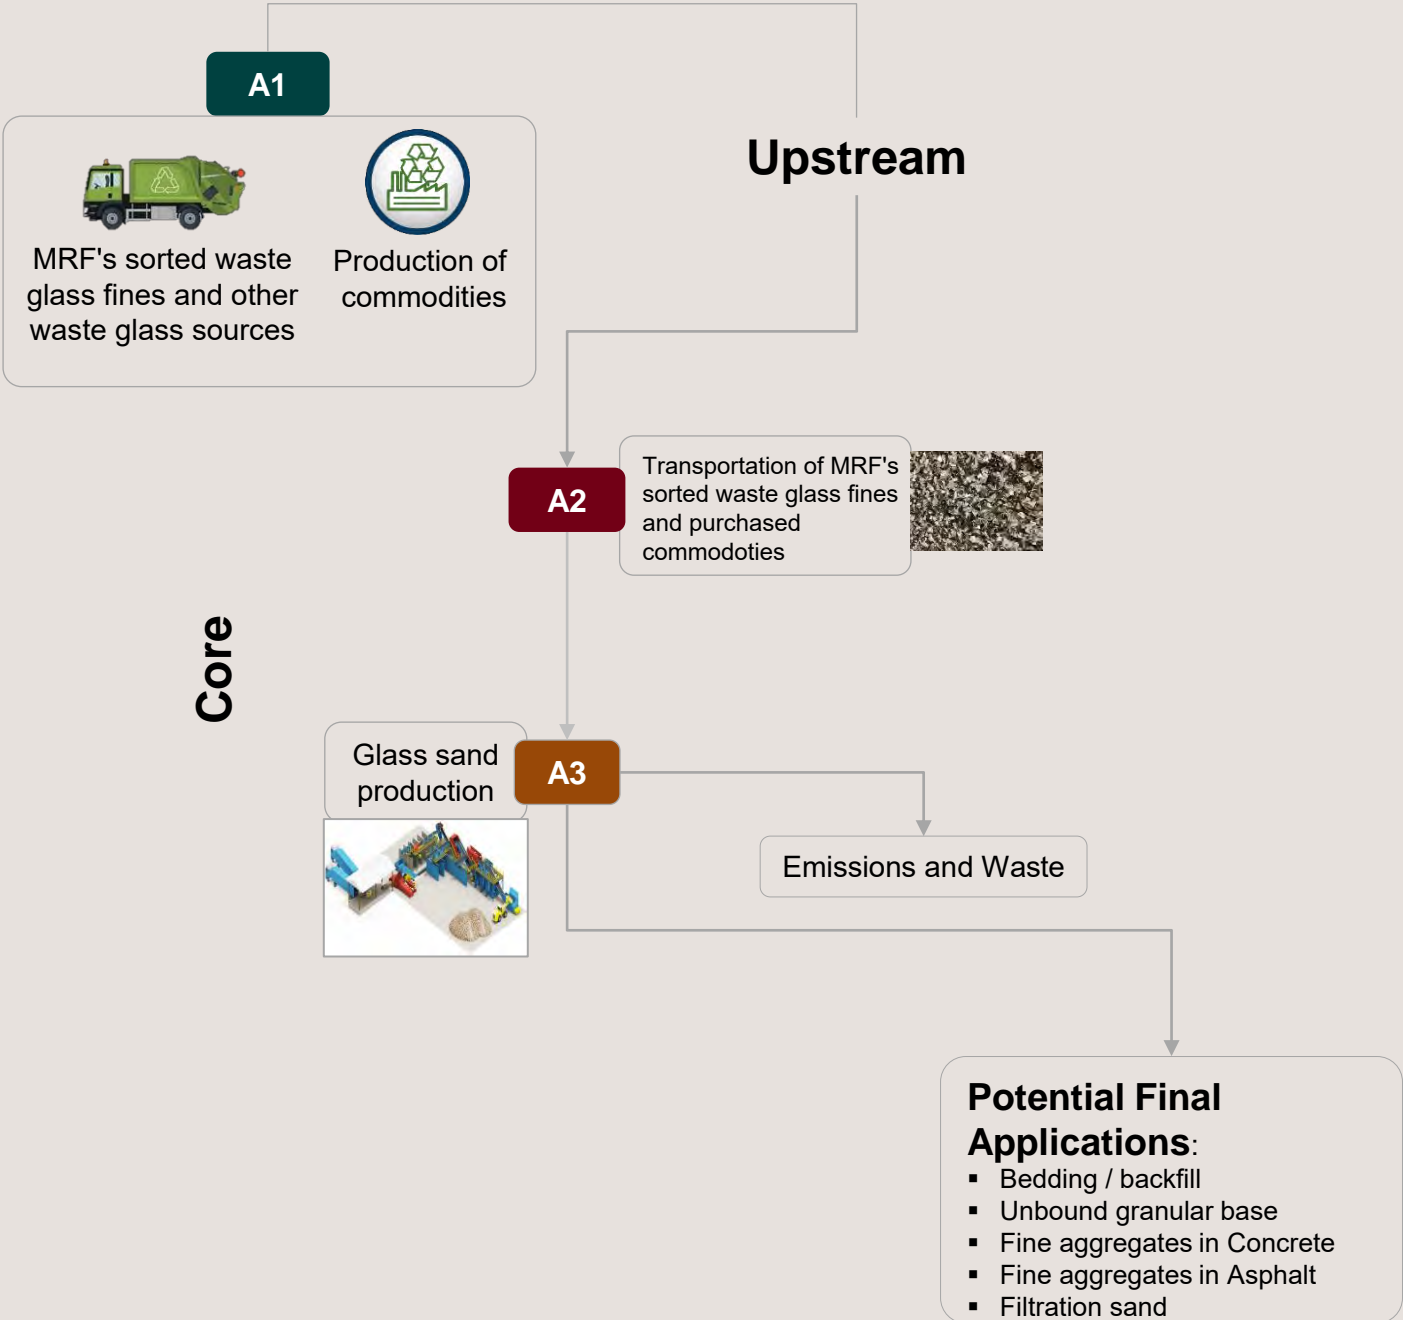 A1
Upstream
MRF's sorted waste
glass fines and other
waste glass sources
Production of
commodities
A2
Transportation of MRF's
sorted waste glass fines
and purchased
commodoties
Core
Glass sand
production
A3
Emissions and Waste
Potential Final
Applications:
▪ Bedding / backfill
▪ Unbound granular base
▪ Fine aggregates in Concrete
▪ Fine aggregates in Asphalt
▪ Filtration sand